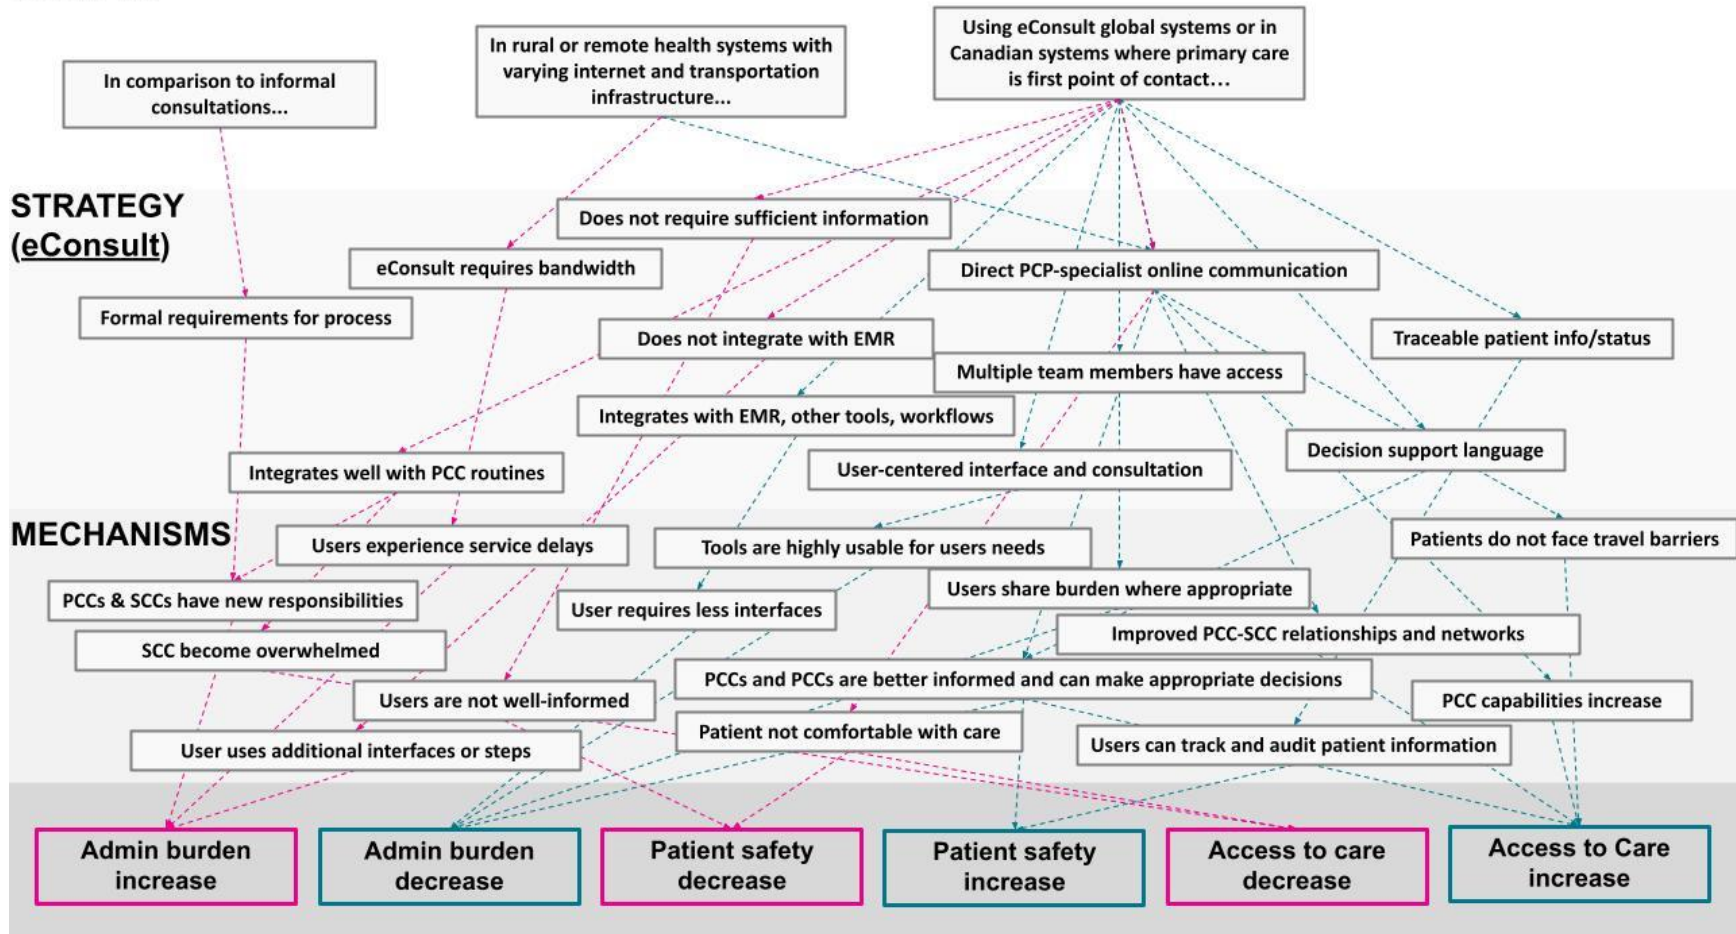 Using eConsult global systems or in
Canadian systems where primary care
is first point of contact...
In rural or remote health systems with
varying internet and transportation
infrastructure...
In comparison to informal
consultations...
STRATEGY
(eConsult)
Does not require sufficient information
eConsult requires bandwidth
Direct PCP-specialist online communication
Formal requirements for process
Does not integrate with EMR
Traceable patient info/status
Multiple team members have access
Integrates with EMR, other tools, workflows
Decision support language
Integrates well with PCC routines
User-centered interface and consultation
MECHANISMS
Users experience service delays
Tools are highly usable for users needs
Patients do not face travel barriers
PCCs & SCCs have new responsibilities
User requires less interfaces
Users share burden where appropriate
SCC become overwhelmed
Improved PCC-SCC relationships and networks
PCCs and PCCs are better informed and can make appropriate decisions
Users are not well-informed
PCC capabilities increase
Patient not comfortable with care
User uses additional interfaces or steps
Users can track and audit patient information
Admin burden
increase
Admin burden
decrease
Patient safety
decrease
Patient safety
increase
Access to care
decrease
Access to Care
increase